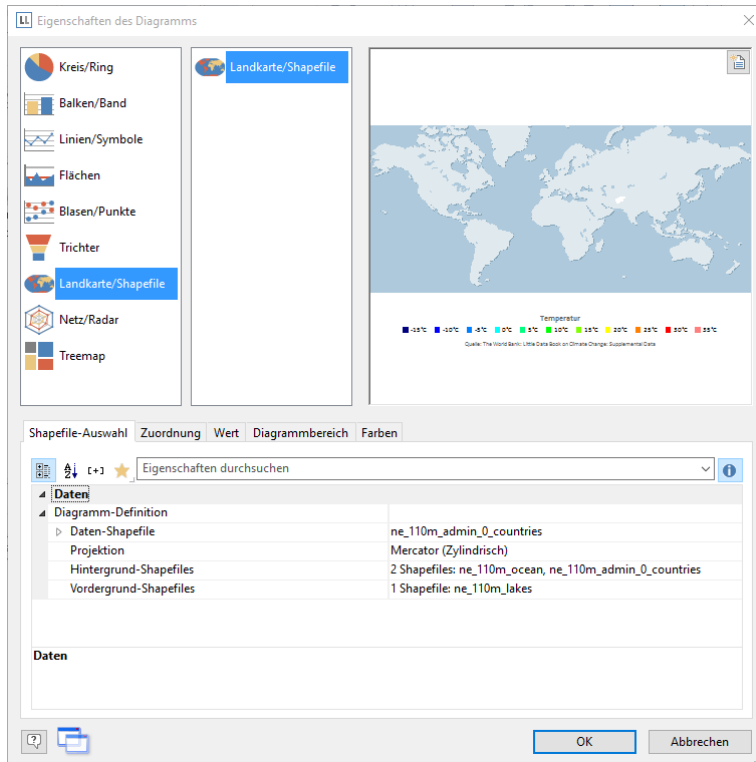 LL Eigenschaften des Diagramms
Kreis/Ring
Balken/Band
Linien/Symbole
Flächen
Blasen/Punkte
Trichter
Landkarte/Shapefile
Netz/Radar
Treemap
Landkarte/Shapefile
Temperatur
-15°C -10°C -5°C 0°C 5°C 10°C 15°C 20°C 25°C 30°C 35°C
Quelle: The World Bank: Little Data Book on Climate Change: Supplemental Data
Shapefile-Auswahl Zuordnung Wert Diagrammbereich Farben
Eigenschaften durchsuchen
Daten
Diagramm-Definition
Daten-Shapefile ne_110m_admin_0_countries
Projektion Mercator (Zylindrisch)
Hintergrund-Shapefiles 2 Shapefiles: ne_110m_ocean, ne_110m_admin_0_countries
Vordergrund-Shapefiles 1 Shapefile: ne_110m_lakes
Daten
OK Abbrechen